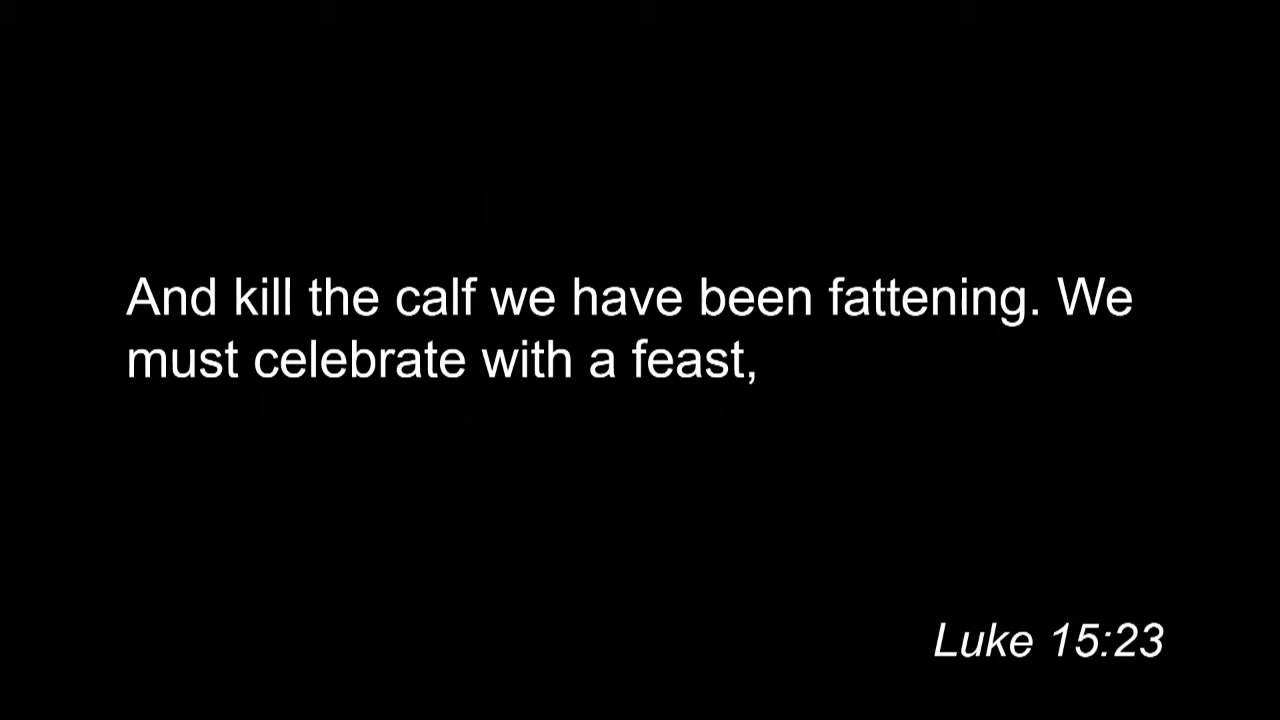 And kill the calf we have been fattening. We
must celebrate with a feast,
Luke 15:23